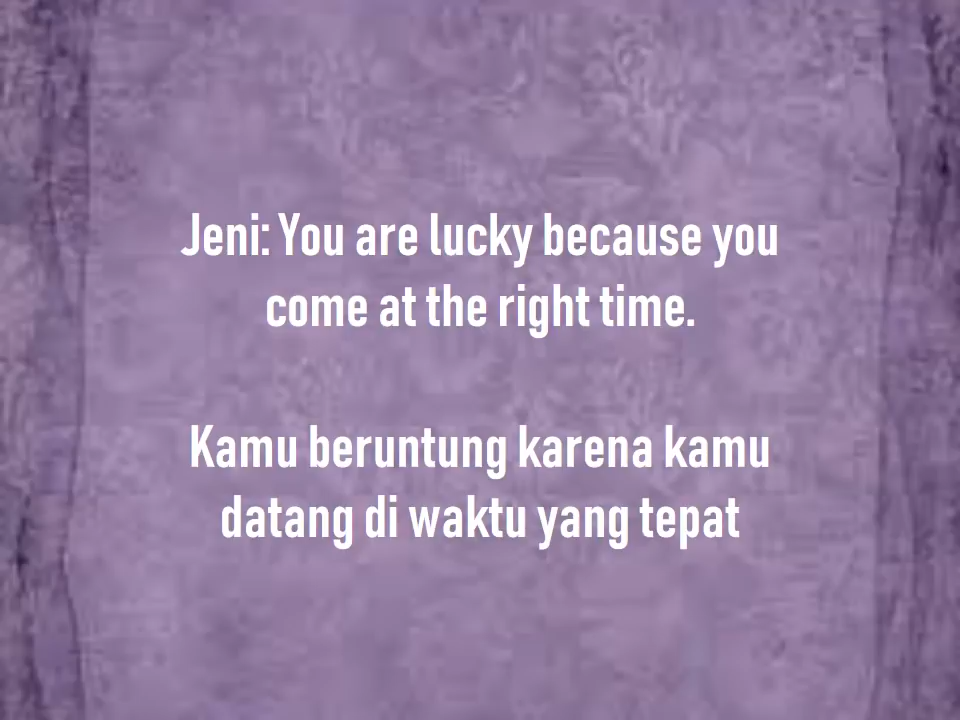 Jeni: You are lucky because you
come at the right time.
Kamu beruntung karena kamu
datang di waktu yang tepat